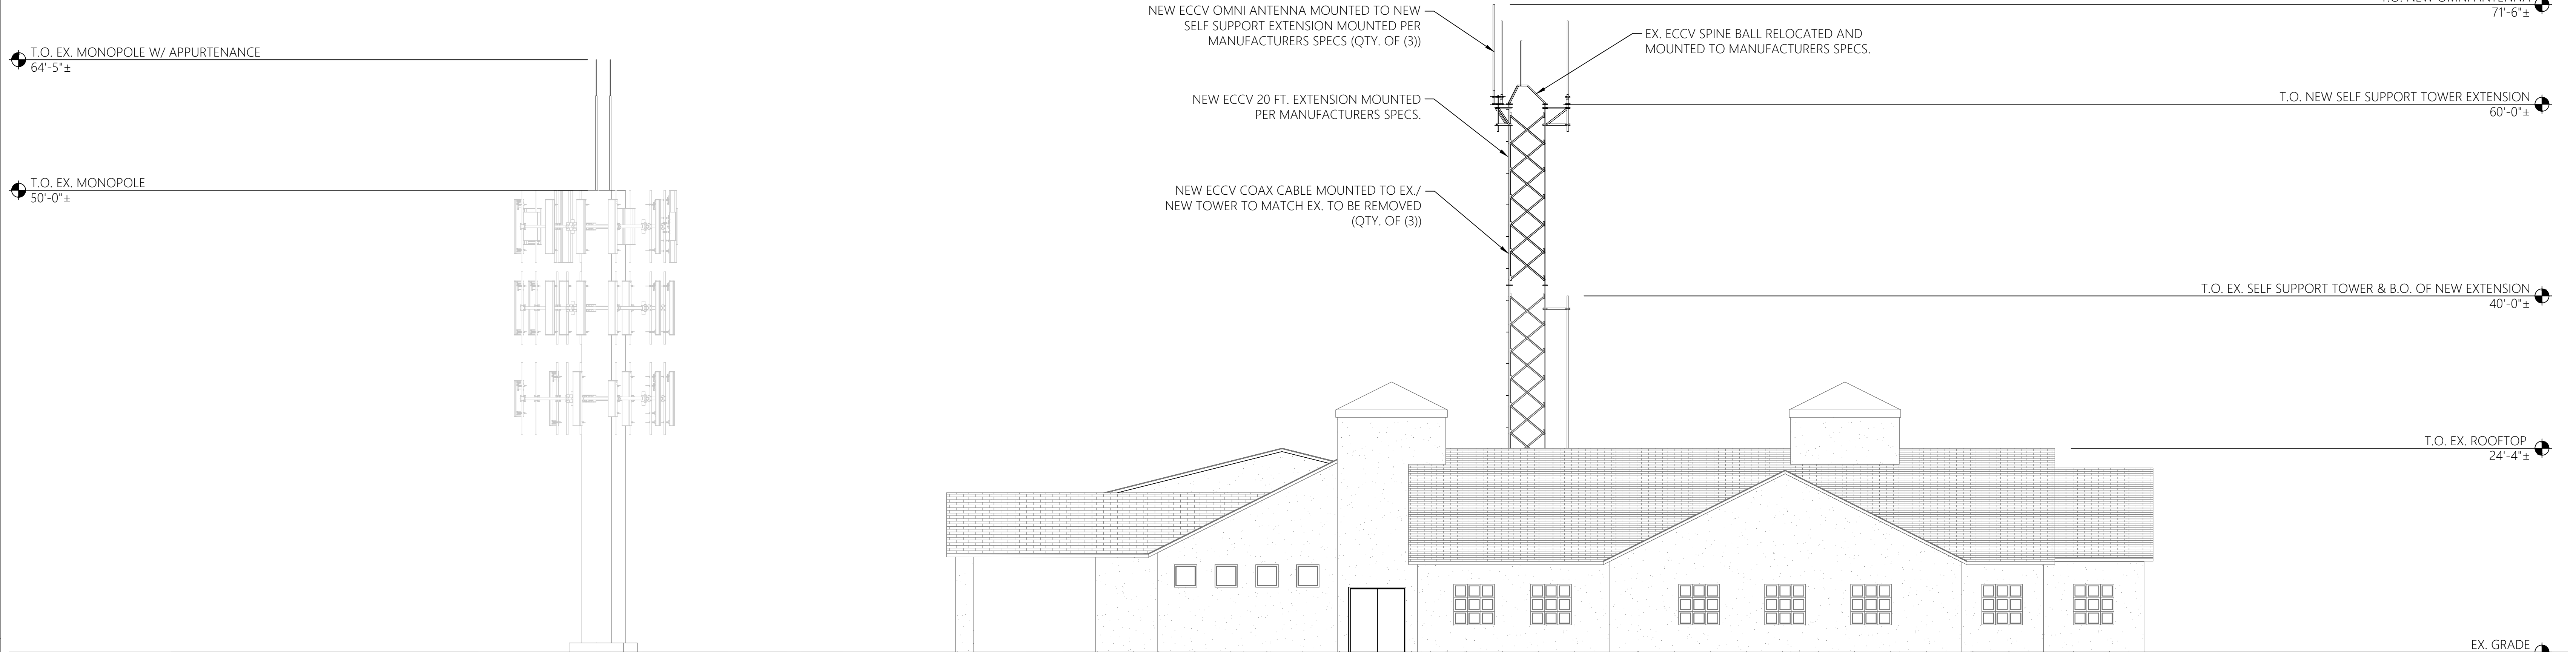 T.O. EX. MONOPOLE W/ APPURTENANCE
64'-5"±
T.O. EX. MONOPOLE
50'-0"±
NEW ECCV OMNI ANTENNA MOUNTED TO NEW
SELF SUPPORT EXTENSION MOUNTED PER
MANUFACTURERS SPECS (QTY. OF (3))
NEW ECCV 20 FT. EXTENSION MOUNTED
PER MANUFACTURERS SPECS.
NEW ECCV COAX CABLE MOUNTED TO EX./
NEW TOWER TO MATCH EX. TO BE REMOVED
(QTY. OF (3))
EX. ECCV SPINE BALL RELOCATED AND
MOUNTED TO MANUFACTURERS SPECS.
T.O. NEW OMNI ANTENNA
71'-6"±
T.O. NEW SELF SUPPORT TOWER EXTENSION
60'-0"±
T.O. EX. SELF SUPPORT TOWER & B.O. OF NEW EXTENSION
40'-0"±
T.O. EX. ROOFTOP
24'-4"±
EX. GRADE